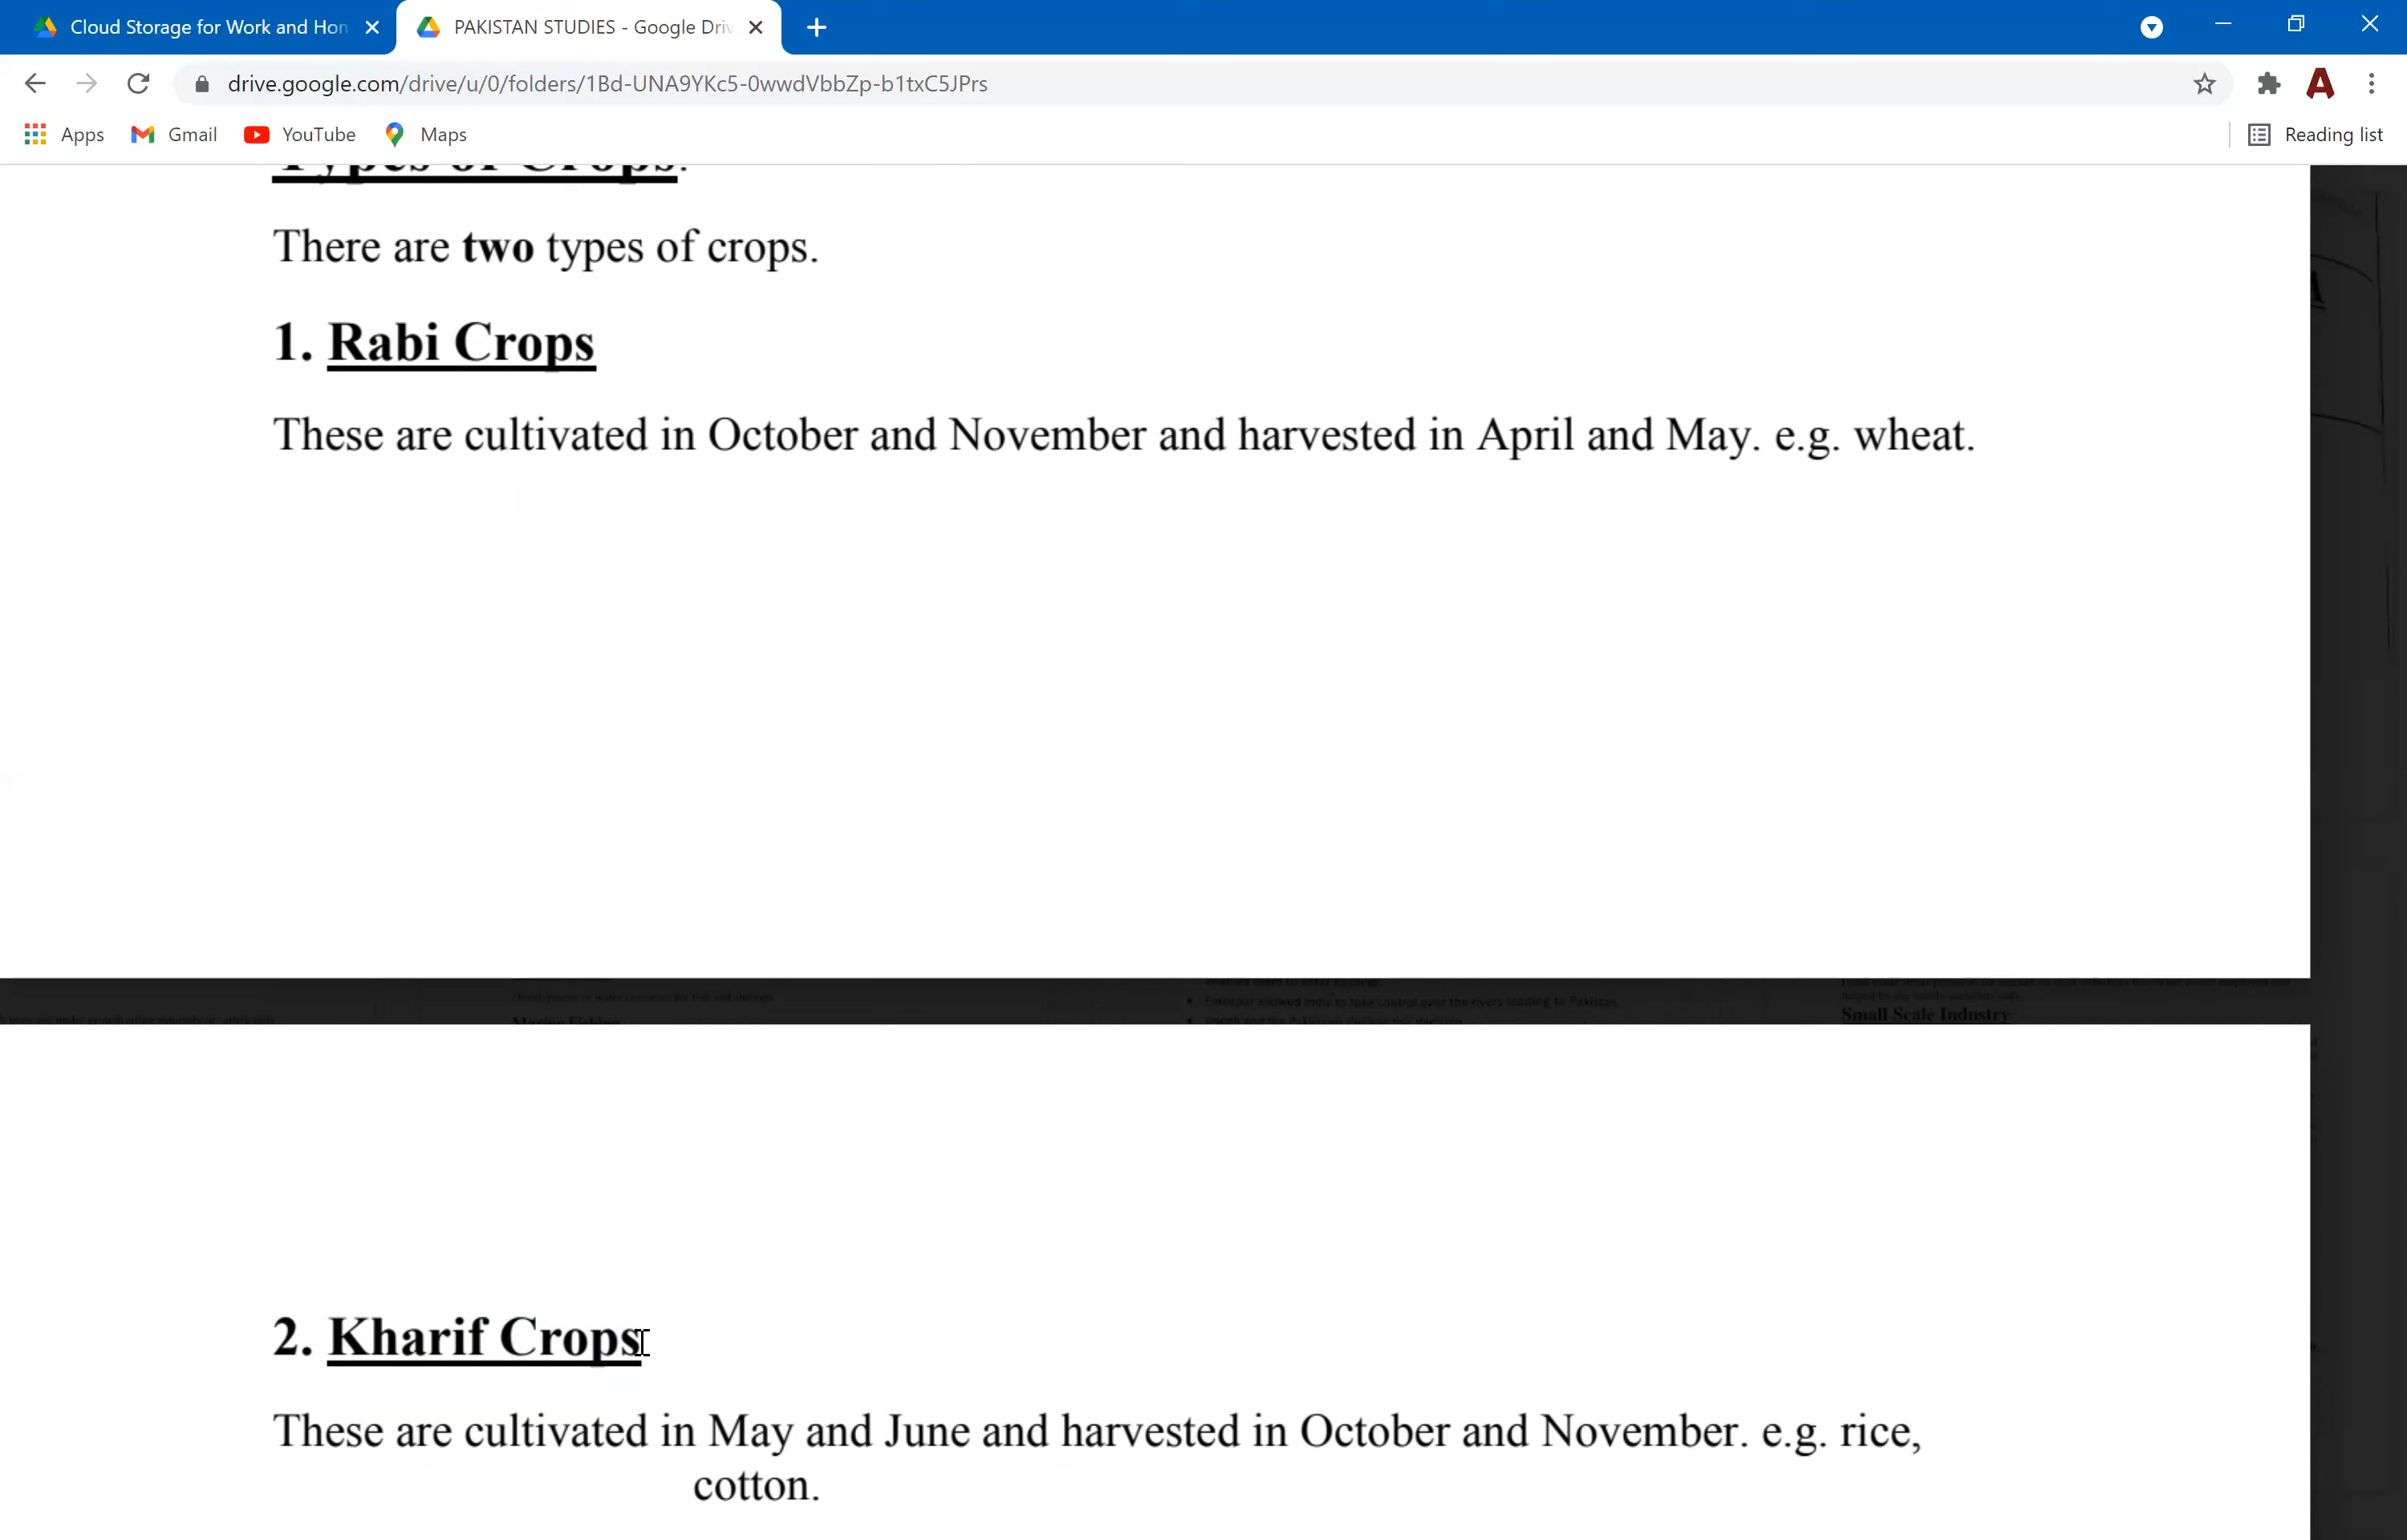 Cloud Storage for Work and Hon
PAKISTAN STUDIES - Google Driv
drive.google.com/drive/u/0/folders/1Bd-UNA9YKc5-0wwdVbbZp-b1txC5JPrs
Apps
Gmail
YouTube
Maps
Reading list
Types of Crops:
There are two types of crops.
1. Rabi Crops
These are cultivated in October and November and harvested in April and May. e.g. wheat.
Small Scale Industry
2. Kharif Crops
These are cultivated in May and June and harvested in October and November. e.g. rice,
cotton.